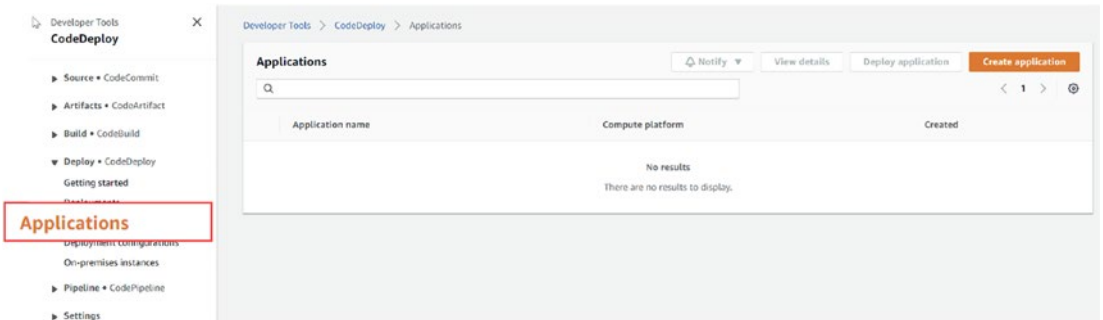 Developer Tools
CodeDeploy
Source • CodeCommit
Artifacts • CodeArtifact
Build • CodeBuild
Deploy • CodeDeploy
Getting started
Deployments
Applications
Deployment configurations
On-premises instances
Pipeline • CodePipeline
Settings
Developer Tools > CodeDeploy > Applications
Applications
Notify
View details
Deploy application
Create application
< 1 >
Application name
Compute platform
Created
No results
There are no results to display.